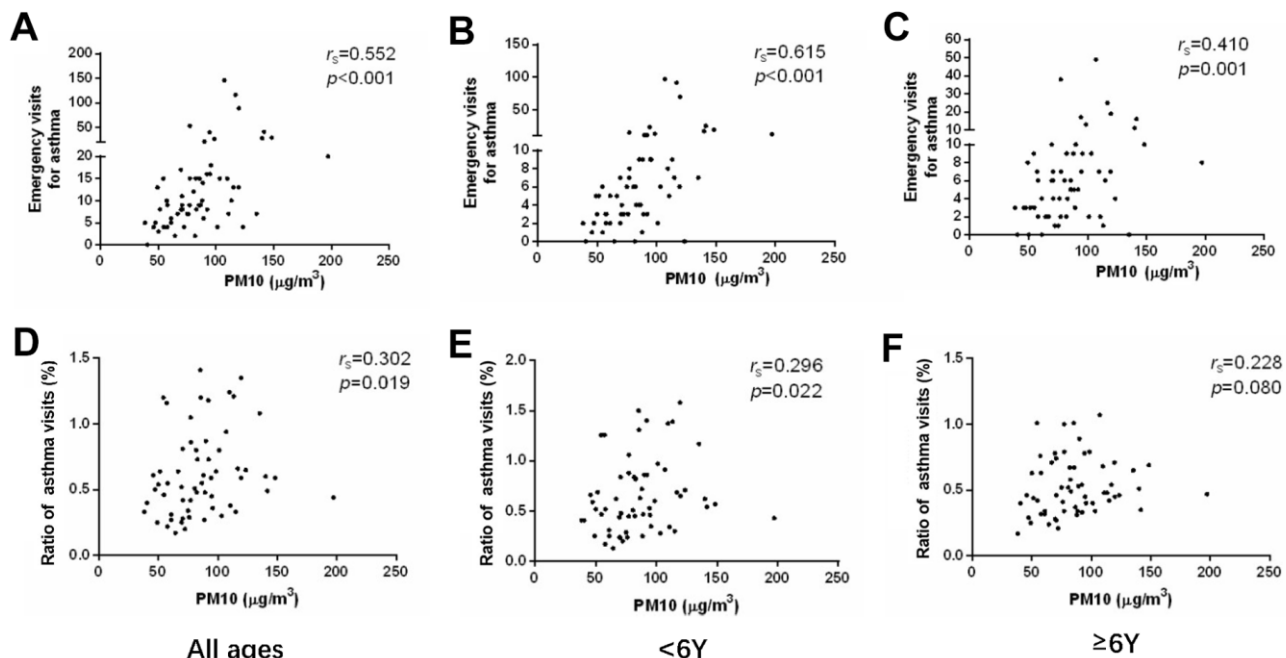 A
rs=0.552
p<0.001
Emergency visits
for asthma
200
150
100
50
20
15
10
5
0
0 50 100 150 200 250
PM10 (μg/m³)
B
rs=0.615
p<0.001
Emergency visits
for asthma
150
100
50
10
8
6
4
2
0
0 50 100 150 200 250
PM10 (μg/m³)
C
rs=0.410
p=0.001
Emergency visits
for asthma
60
50
40
30
20
10
10
8
6
4
2
0
0 50 100 150 200 250
PM10 (μg/m³)
D
rs=0.302
p=0.019
Ratio of asthma visits (%)
1.5
1.0
0.5
0.0
0 50 100 150 200 250
PM10 (μg/m³)
All ages
E
rs=0.296
p=0.022
Ratio of asthma visits (%)
2.0
1.5
1.0
0.5
0.0
0 50 100 150 200 250
PM10 (μg/m³)
<6Y
F
rs=0.228
p=0.080
Ratio of asthma visits (%)
1.5
1.0
0.5
0.0
0 50 100 150 200 250
PM10 (μg/m³)
≥6Y